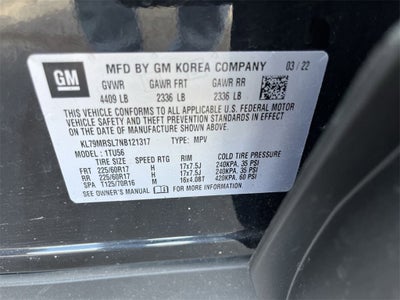 GM
MFD BY GM KOREA COMPANY 03/22
GVWR GAWR FRT GAWR RR
4409 LB 2336 LB 2336 LB
THIS VEHICLE CONFORMS TO ALL APPLICABLE U.S. FEDERAL MOTOR
VEHICLE SAFETY, BUMPER, AND THEFT PREVENTION STANDARDS IN
EFFECT ON THE DATE OF MANUFACTURE SHOWN ABOVE.
KL79MRSL7NB121317 TYPE: MPV
MODEL: 1TU56
TIRE SIZE SPEED RTG RIM COLD TIRE PRESSURE
FRT 225/60R17 H 17x7.5J 240KPA, 35 PSI
RR 225/60R17 H 17x7.5J 240KPA, 35 PSI
SPA T125/70R16 M 16x4.0BT 420KPA, 60 PSI
SEE OWNER'S MANUAL FOR ADDITIONAL INFORMATION